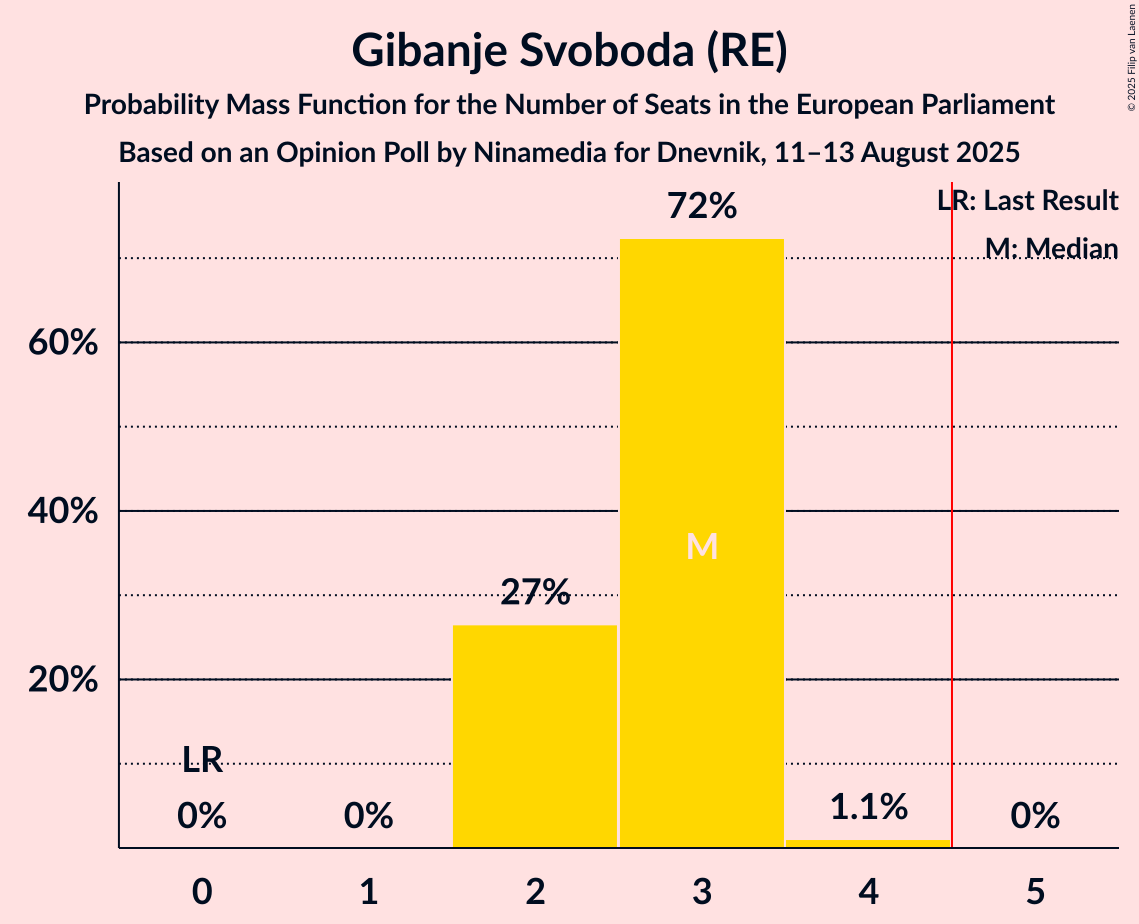 Gibanje Svoboda (RE)
Probability Mass Function for the Number of Seats in the European Parliament
Based on an Opinion Poll by Ninamedia for Dnevnik, 11–13 August 2025
© 2025 Filip van Laenen
LR: Last Result
M: Median
72%
60%
40%
M
27%
20%
LR
0%
0%
1.1%
0%
0
1
2
3
4
5